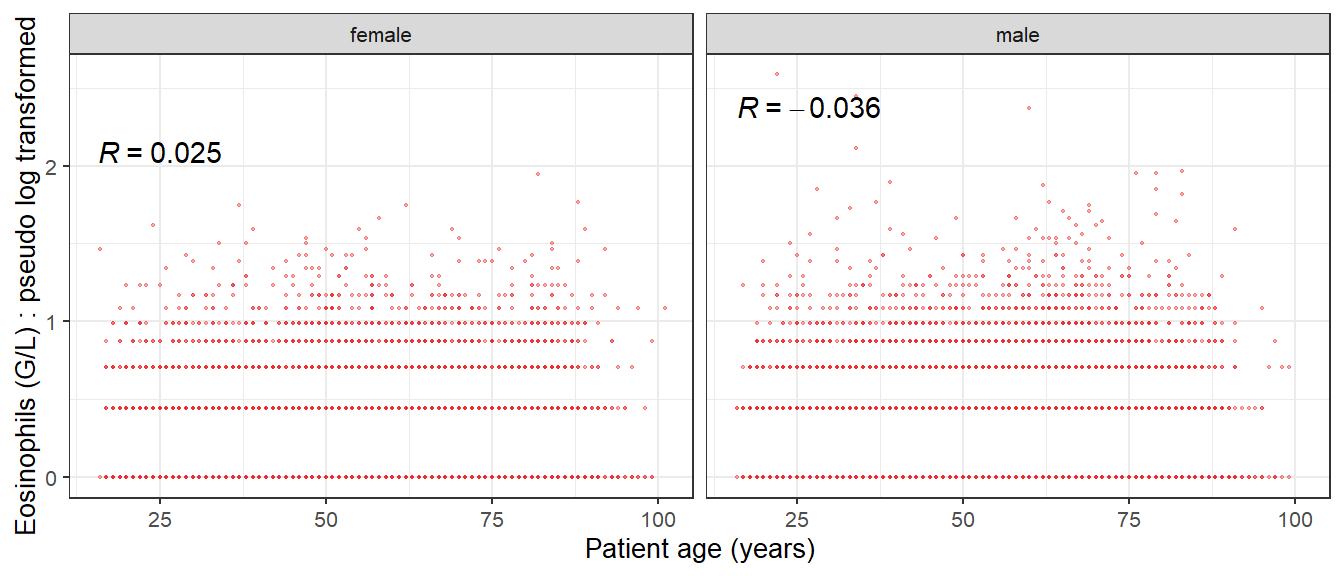 female
male
Eosinophils (G/L) : pseudo log transformed
R = 0.025
R = −0.036
2
1
0
25
50
75
100
25
50
75
100
Patient age (years)